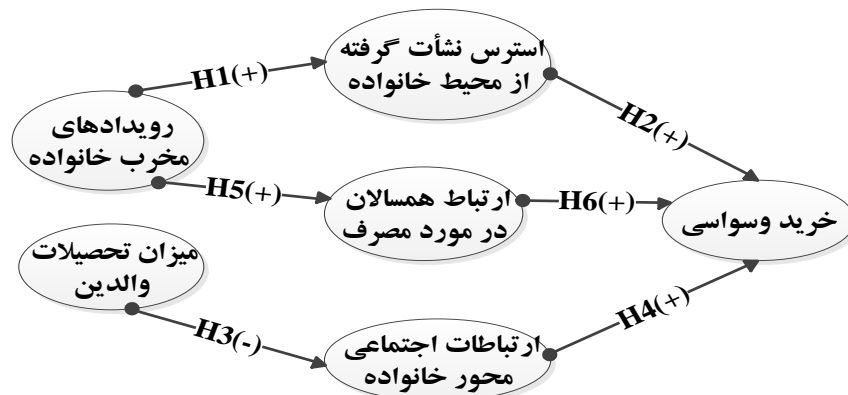 استرس نشأت گرفته
از محیط خانواده
H1(+)
H2(+)
رویدادهای
مخرب خانواده
H5(+)
ارتباط همسالان
در مورد مصرف
H6(+)
خرید وسواسی
میزان تحصیلات
والدین
H3(-)
ارتباطات اجتماعی
محور خانواده
H4(+)